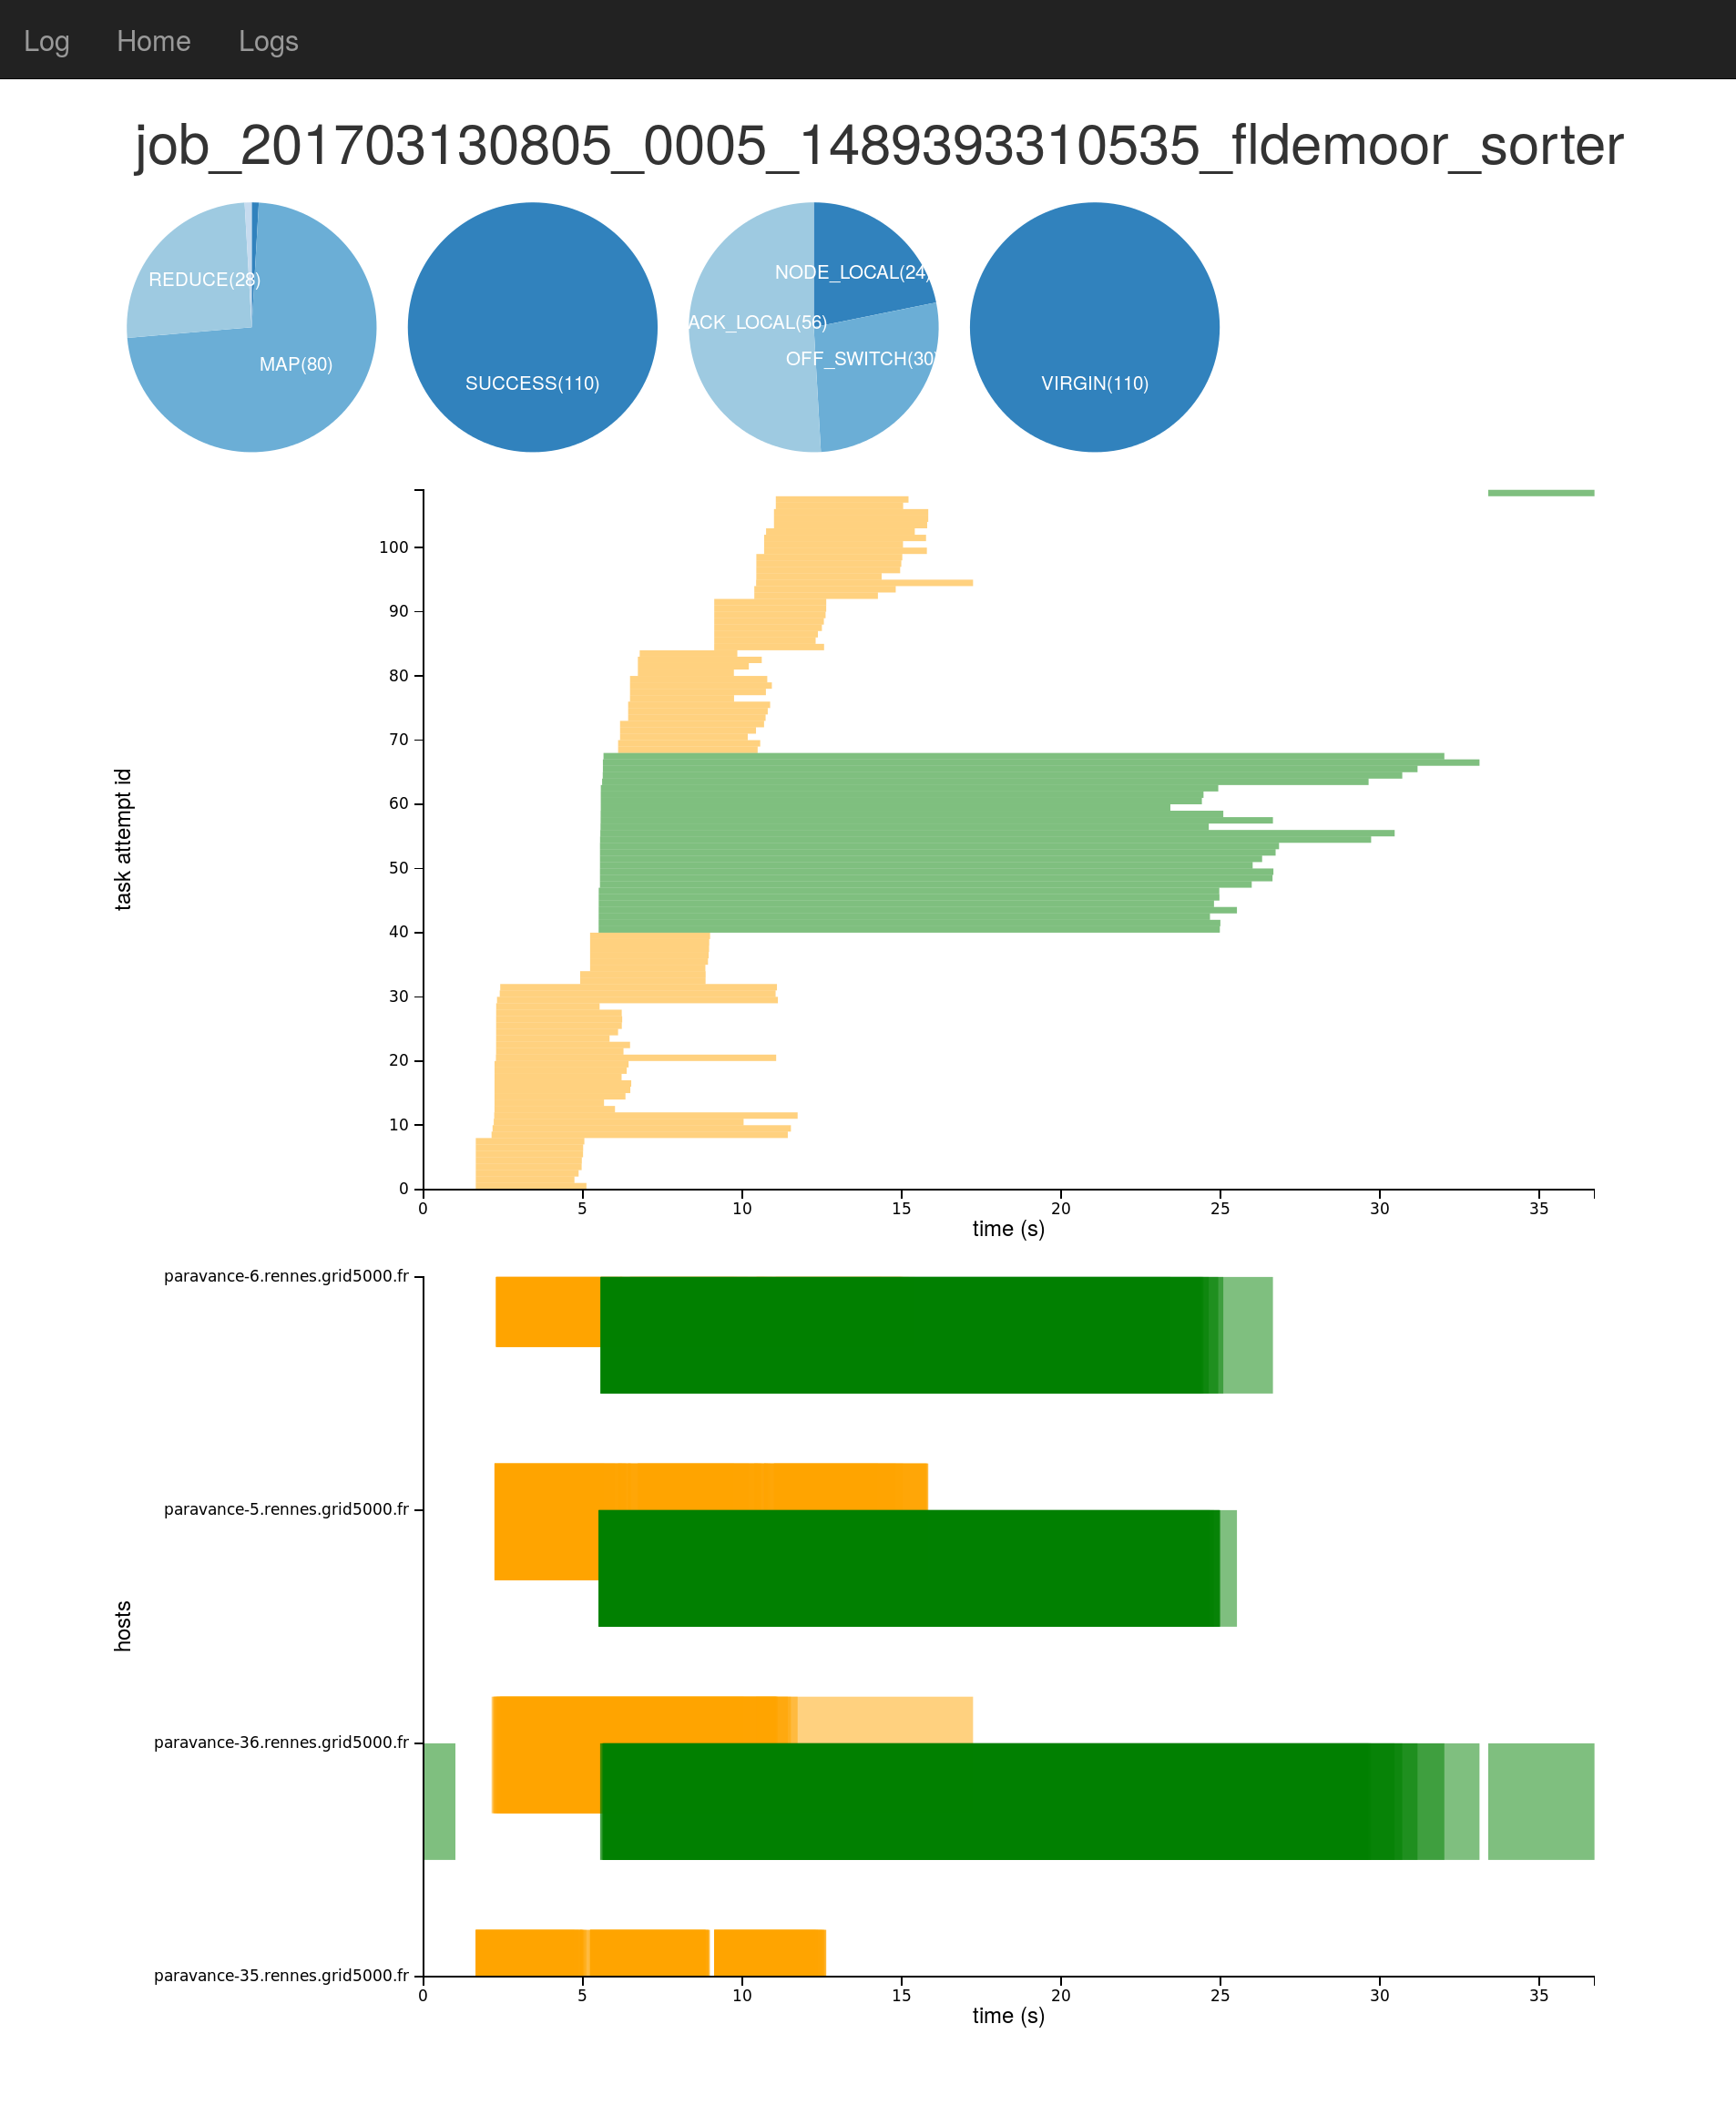 Log Home Logs
job_201703130805_0005_1489393310535_fldemoor_sorter
REDUCE(28)
MAP(80)
SUCCESS(110)
NODE_LOCAL(24)
ACK_LOCAL(56)
OFF_SWITCH(30)
VIRGIN(110)
task attempt id
100
90
80
70
60
50
40
30
20
10
0
0 5 10 15 20 25 30 35
time (s)
hosts
paravance-6.rennes.grid5000.fr
paravance-5.rennes.grid5000.fr
paravance-36.rennes.grid5000.fr
paravance-35.rennes.grid5000.fr
0 5 10 15 20 25 30 35
time (s)